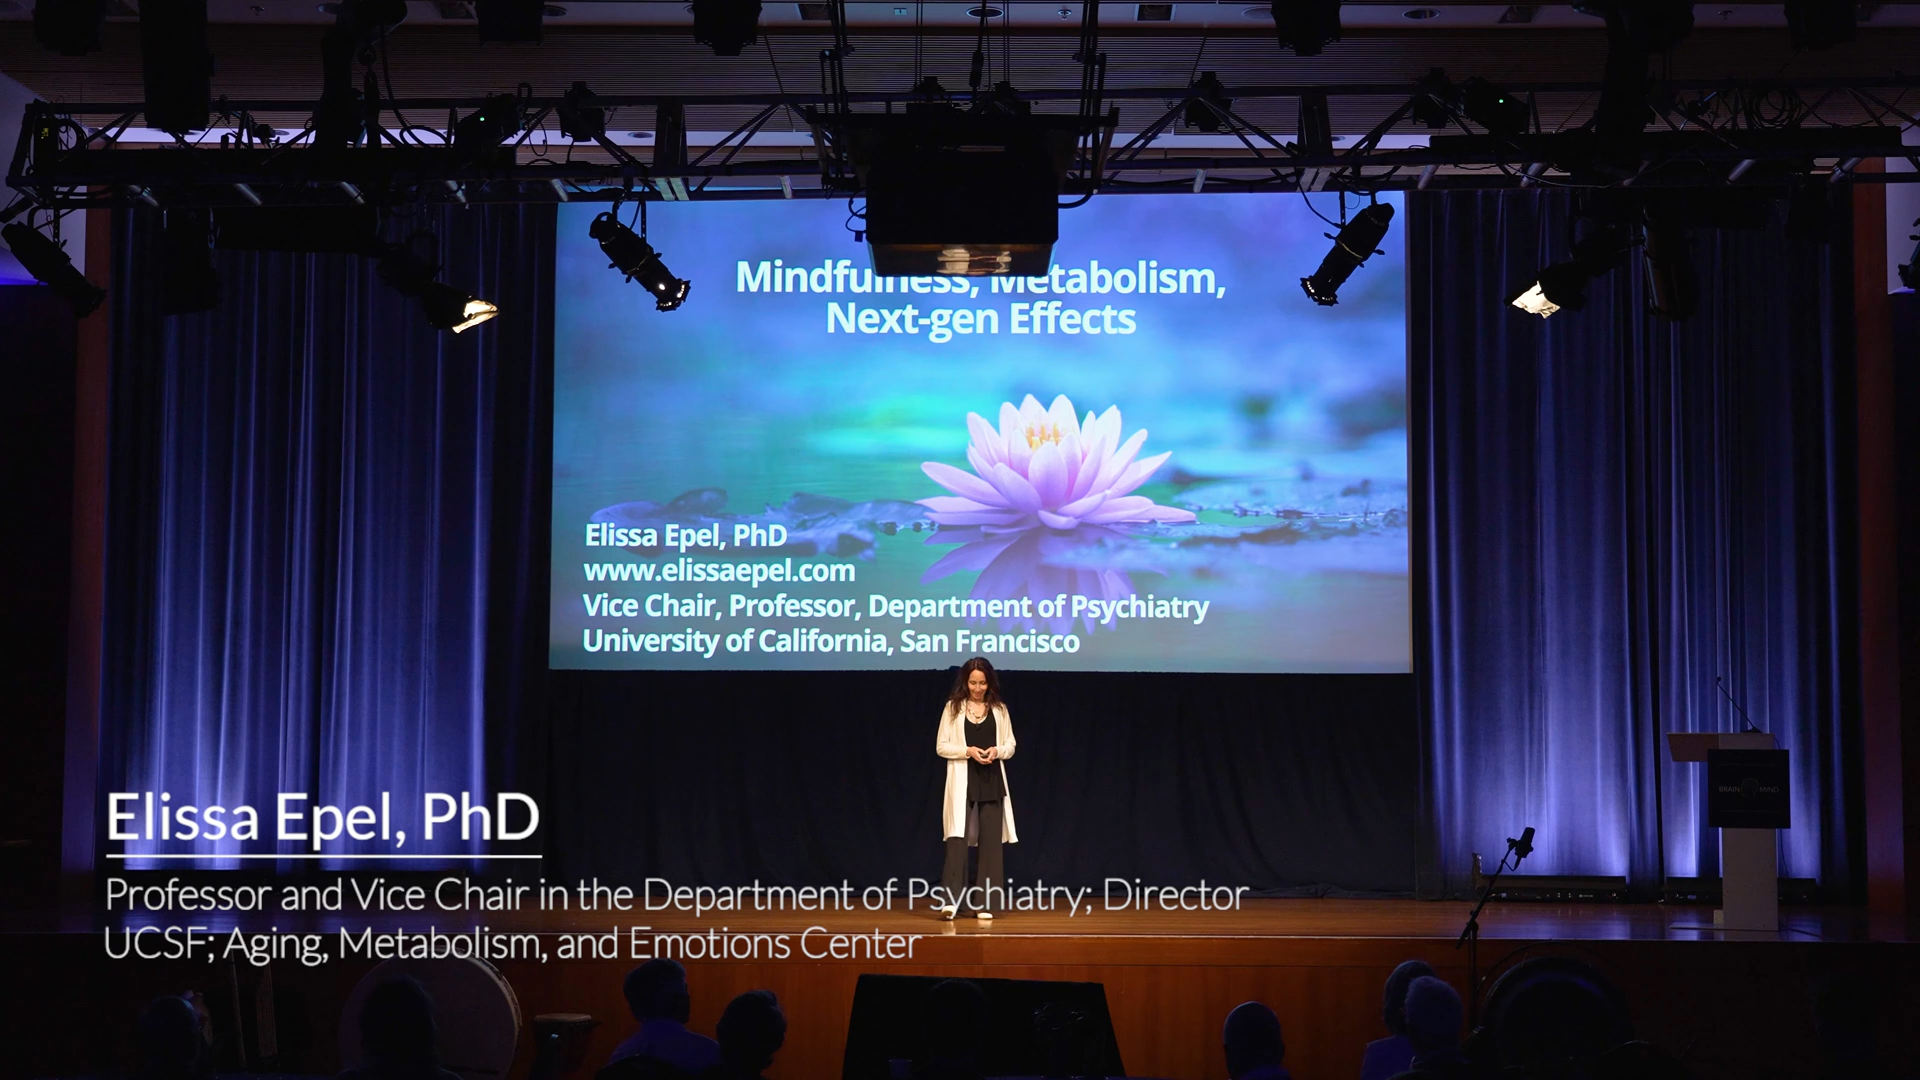 Mindfulness, Metabolism,
Next-gen Effects
Elissa Epel, PhD
www.elissaepel.com
Vice Chair, Professor, Department of Psychiatry
University of California, San Francisco
BRAIN MIND
Elissa Epel, PhD
Professor and Vice Chair in the Department of Psychiatry; Director
UCSF; Aging, Metabolism, and Emotions Center